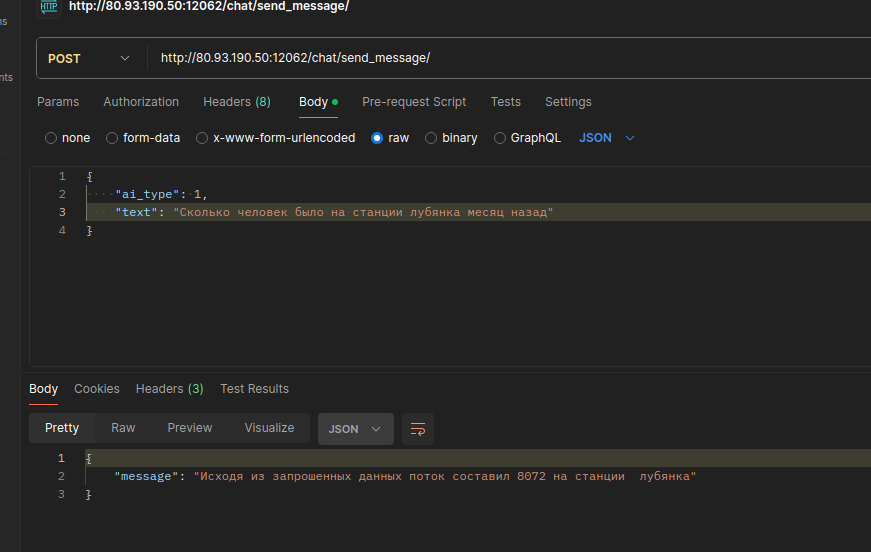 HTTP http://80.93.190.50:12062/chat/send_message/
ns
POST http://80.93.190.50:12062/chat/send_message/
nts
Params Authorization Headers (8) Body Pre-request Script Tests Settings
none form-data x-www-form-urlencoded raw binary GraphQL JSON
1 {
2 "ai_type": 1,
3 "text": "Сколько человек было на станции лубянка месяц назад"
4 }
Body Cookies Headers (3) Test Results
Pretty Raw Preview Visualize JSON
1 {
2 "message": "Исходя из запрошенных данных поток составил 8072 на станции  лубянка"
3 }